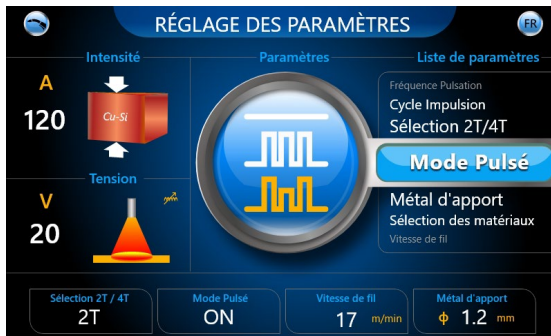 RÉGLAGE DES PARAMÈTRES
FR
Intensité
Paramètres
Liste de paramètres
A
120
Cu-Si
Fréquence Pulsation
Cycle Impulsion
Sélection 2T/4T
Mode Pulsé
Métal d'apport
Sélection des matériaux
Vitesse de fil
Tension
V
20
Sélection 2T / 4T
2T
Mode Pulsé
ON
Vitesse de fil
17 m/min
Métal d'apport
ɸ 1.2 mm